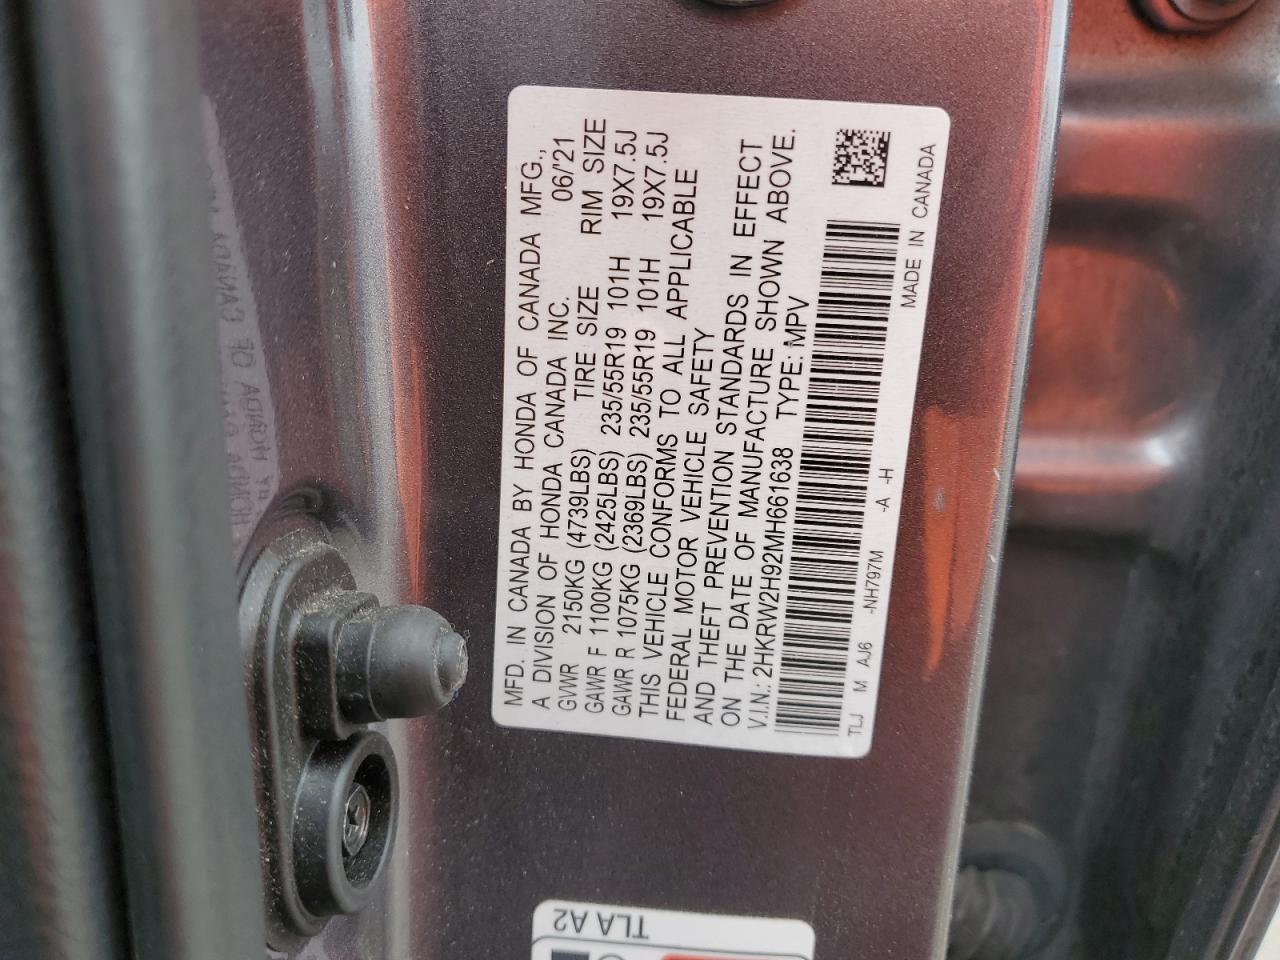 MFD. IN CANADA BY HONDA OF CANADA MFG.,
A DIVISION OF HONDA CANADA INC. 06/'21
GVWR 2150KG (4739LBS) TIRE SIZE RIM SIZE
GAWR F 1100KG (2425LBS) 235/55R19 101H 19X7.5J
GAWR R 1075KG (2369LBS) 235/55R19 101H 19X7.5J
THIS VEHICLE CONFORMS TO ALL APPLICABLE
FEDERAL MOTOR VEHICLE SAFETY
AND THEFT PREVENTION STANDARDS IN EFFECT
ON THE DATE OF MANUFACTURE SHOWN ABOVE.
V.I.N.: 2HKRW2H92MH661638 TYPE: MPV
TLJ M AJ6 -NH797M -A -H
MADE IN CANADA
TLA A2